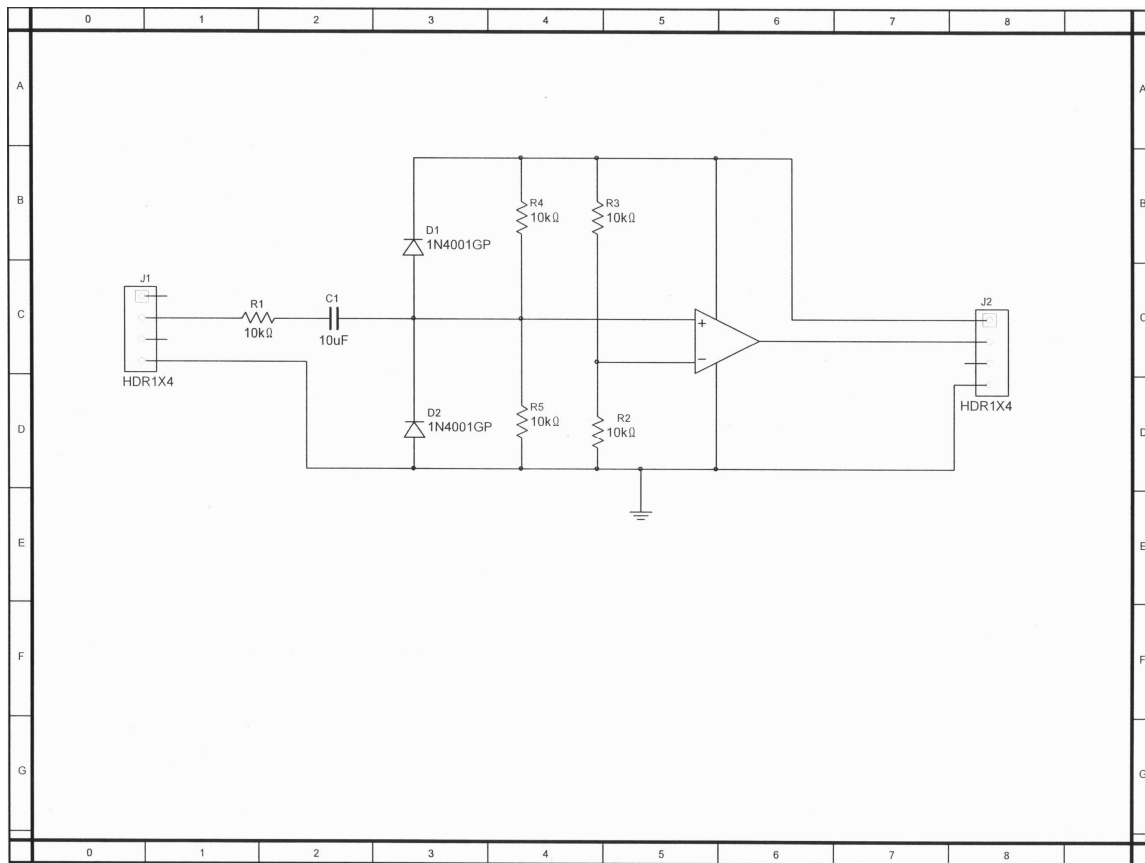 0 1 2 3 4 5 6 7 8
A A
B B
R4
10kΩ
R3
10kΩ
D1
1N4001GP
C C
J1
HDR1X4
R1
10kΩ
C1
10uF
+
−
J2
HDR1X4
D D
D2
1N4001GP
R5
10kΩ
R2
10kΩ
E E
F F
G G
0 1 2 3 4 5 6 7 8